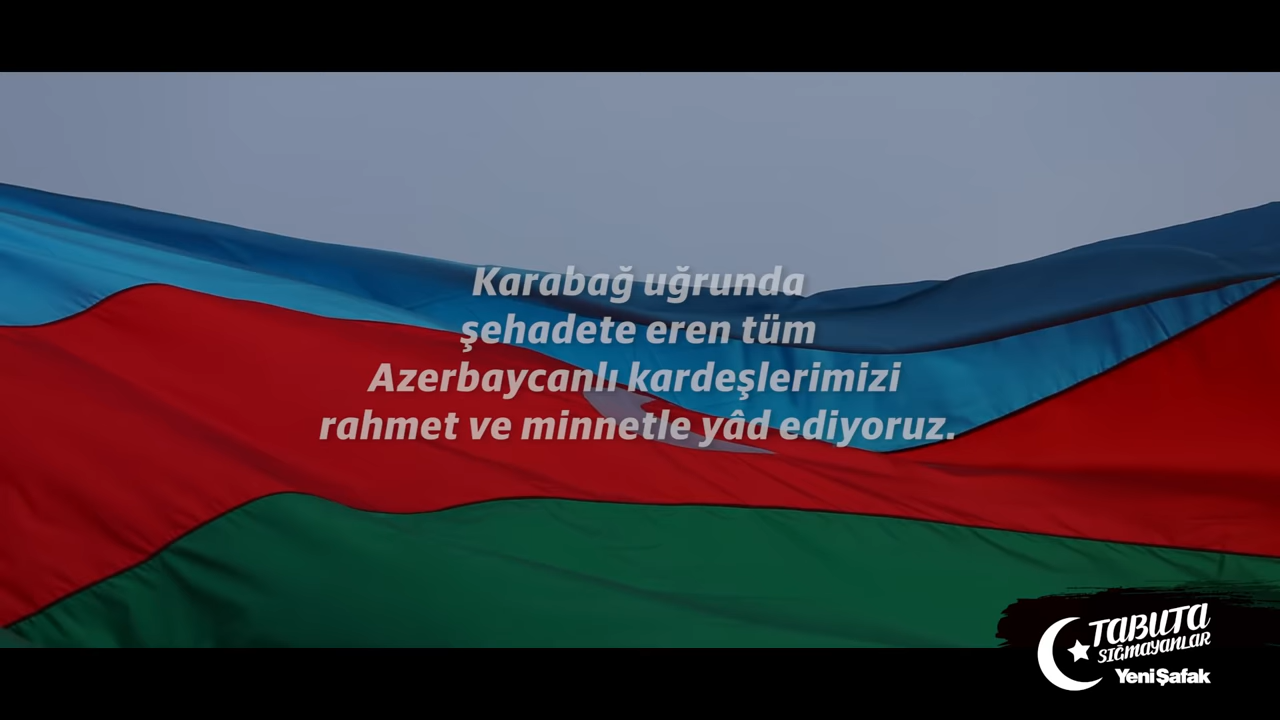 Karabağ uğrunda
şehadete eren tüm
Azerbaycanlı kardeşlerimizi
rahmet ve minnetle yâd ediyoruz.
TABUTA
SIĞMAYANLAR
YeniŞafak